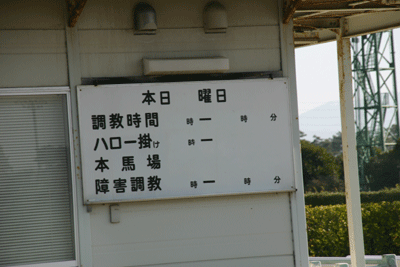 本日 曜日
調教時間 時ー 時 分
ハロー掛け 時ー
本馬場
障害調教 時ー 時 分